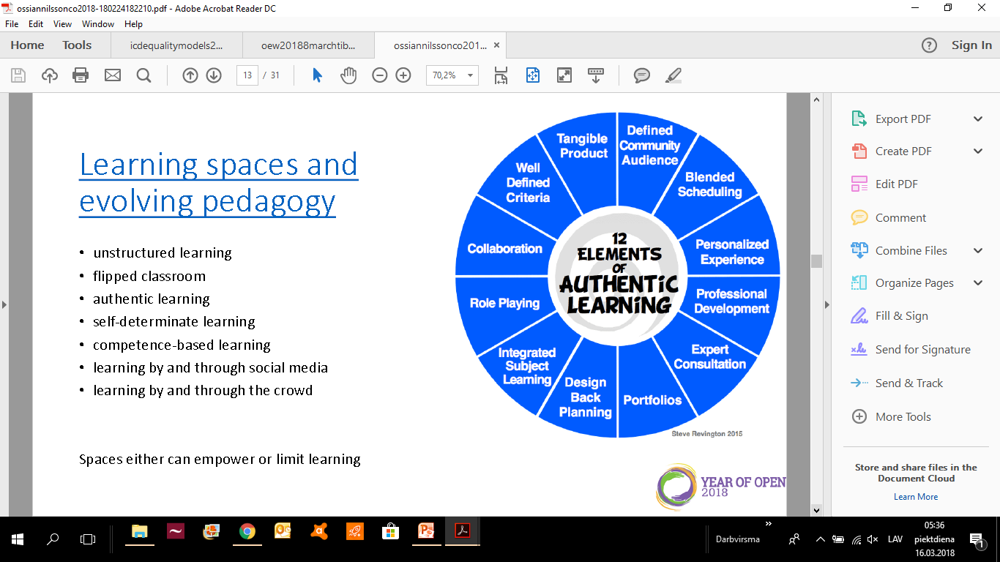 ossiannilssonco2018-180224182210.pdf - Adobe Acrobat Reader DC
File Edit View Window Help
Home Tools icdequalitymodels2... oew20188marchtib... ossiannilssonco201... Sign In
13 / 31 70,2%
Learning spaces and
evolving pedagogy
• unstructured learning
• flipped classroom
• authentic learning
• self-determinate learning
• competence-based learning
• learning by and through social media
• learning by and through the crowd
Spaces either can empower or limit learning
Defined
Community
Audience
Blended
Scheduling
Personalized
Experience
Professional
Development
Expert
Consultation
Portfolios
Design
Back
Planning
Integrated
Subject
Learning
Role Playing
Collaboration
Well
Defined
Criteria
Tangible
Product
12
ELEMENTS
OF
AUTHENTIC
LEARNING
Steve Revington 2015
YEAR OF OPEN
2018
Export PDF
Create PDF
Edit PDF
Comment
Combine Files
Organize Pages
Fill & Sign
Send for Signature
Send & Track
More Tools
Store and share files in the
Document Cloud
Learn More
Darbvirsma
LAV
05:36
piektdiena
16.03.2018
1